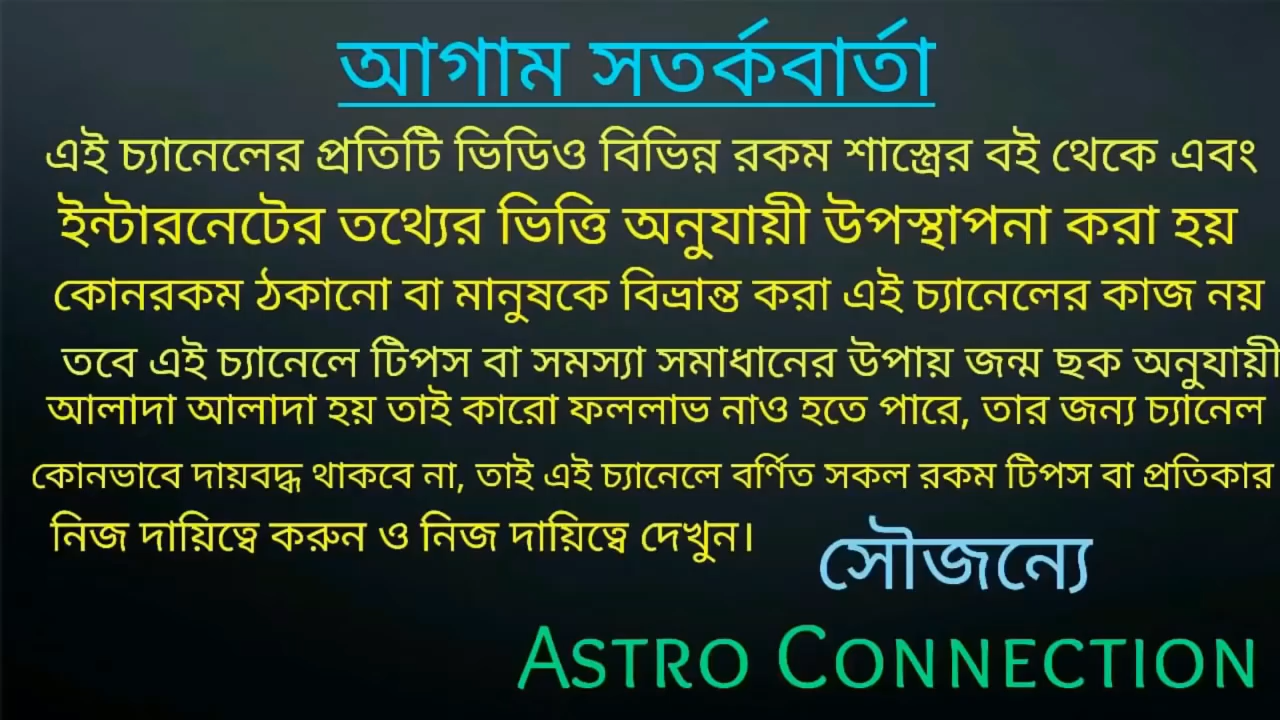 আগাম সতর্কবার্তা
এই চ্যানেলের প্রতিটি ভিডিও বিভিন্ন রকম শাস্ত্রের বই থেকে এবং
ইন্টারনেটের তথ্যের ভিত্তি অনুযায়ী উপস্থাপনা করা হয়
কোনরকম ঠকানো বা মানুষকে বিভ্রান্ত করা এই চ্যানেলের কাজ নয়
তবে এই চ্যানেলে টিপস বা সমস্যা সমাধানের উপায় জন্ম ছক অনুযায়ী
আলাদা আলাদা হয় তাই কারো ফললাভ নাও হতে পারে, তার জন্য চ্যানেল
কোনভাবে দায়বদ্ধ থাকবে না, তাই এই চ্যানেলে বর্ণিত সকল রকম টিপস বা প্রতিকার
নিজ দায়িত্বে করুন ও নিজ দায়িত্বে দেখুন।
সৌজন্যে
ASTRO CONNECTION